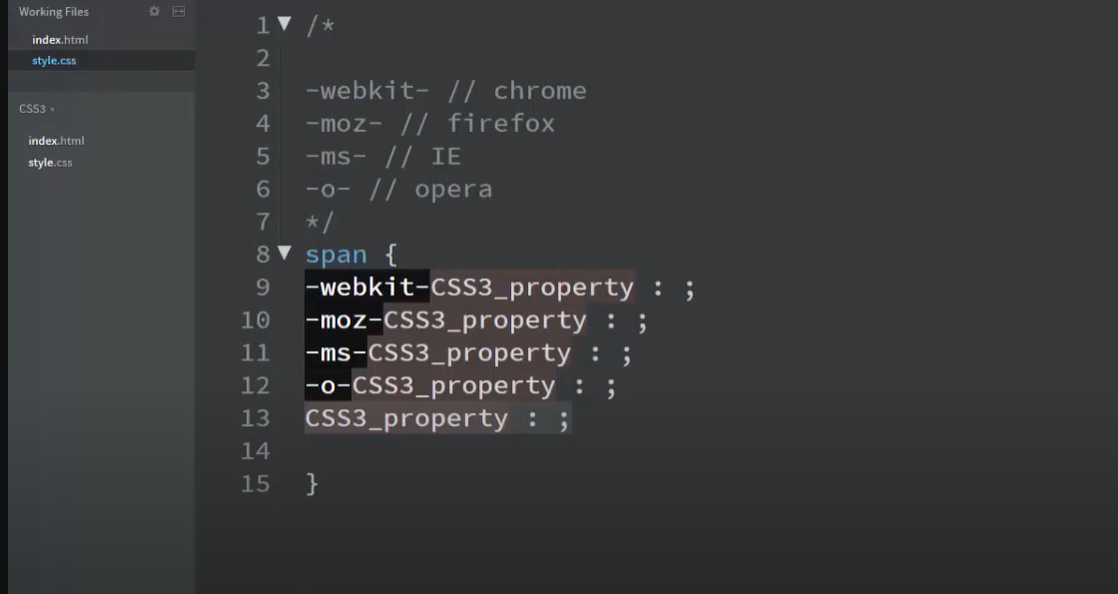 Working Files
index.html
style.css
CSS3
index.html
style.css
1 /*
2
3 -webkit- // chrome
4 -moz- // firefox
5 -ms- // IE
6 -o- // opera
7 */
8 span {
9 -webkit-CSS3_property : ;
10 -moz-CSS3_property : ;
11 -ms-CSS3_property : ;
12 -o-CSS3_property : ;
13 CSS3_property : ;
14
15 }